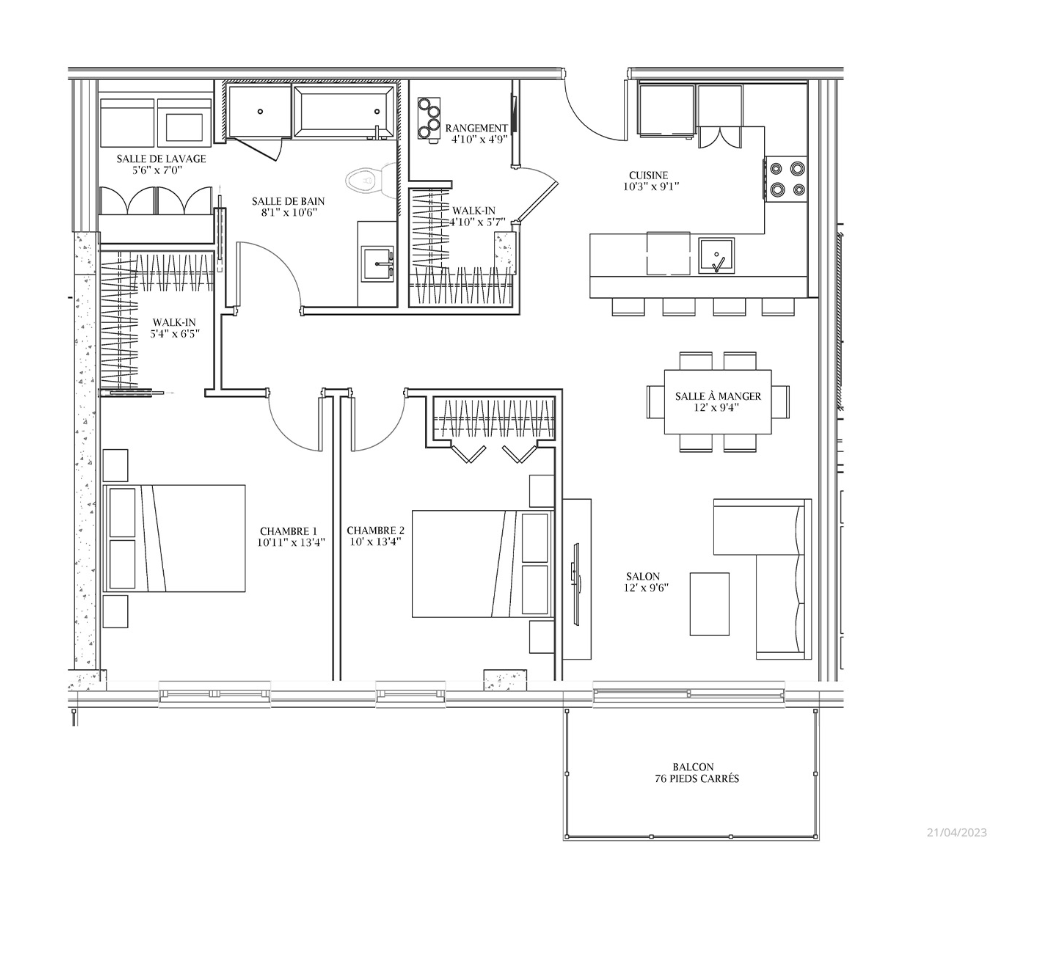 RANGEMENT
4'10" x 4'9"
SALLE DE LAVAGE
5'6" x 7'0"
CUISINE
10'3" x 9'1"
SALLE DE BAIN
8'1" x 10'6"
WALK-IN
4'10" x 5'7"
WALK-IN
5'4" x 6'5"
SALLE À MANGER
12' x 9'4"
CHAMBRE 1
10'11" x 13'4"
CHAMBRE 2
10' x 13'4"
SALON
12' x 9'6"
BALCON
76 PIEDS CARRÉS
21/04/2023